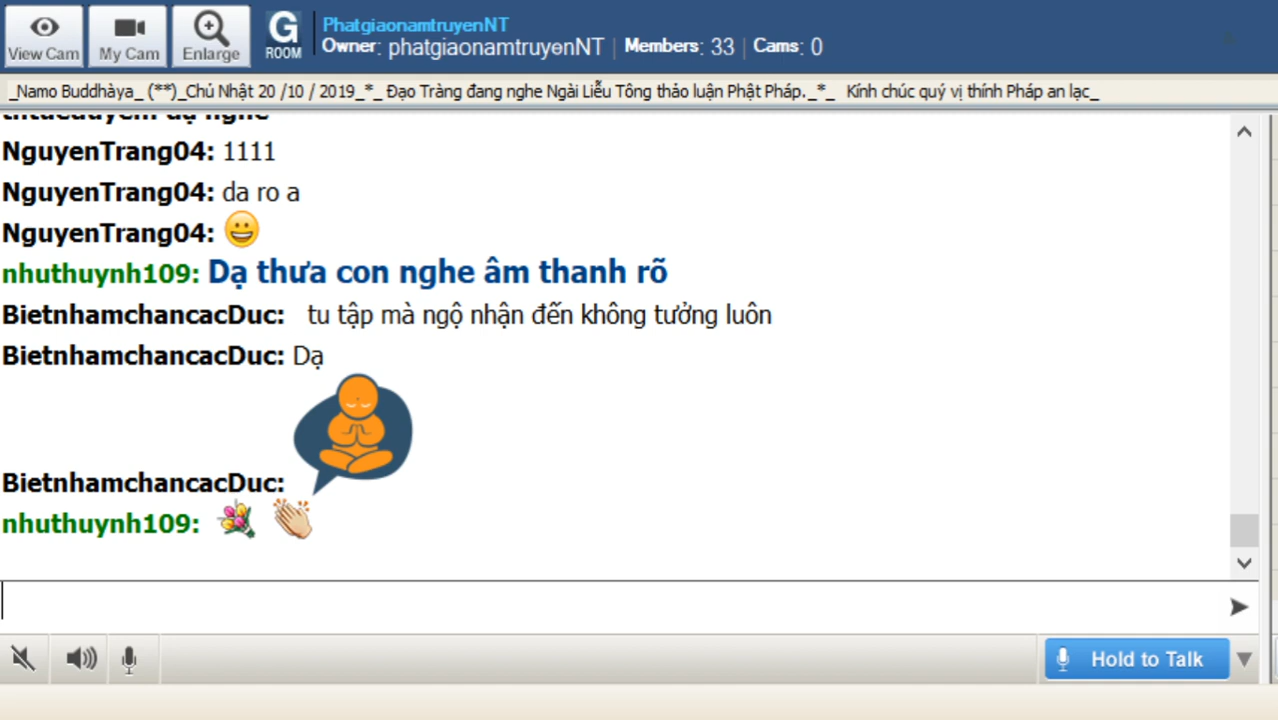 PhatgiaonamtruyenNT
View Cam My Cam Enlarge G ROOM Owner: phatgiaonamtruyenNT | Members: 33 | Cams: 0
_Namo Buddhàya_ (**)_Chủ Nhật 20 /10 / 2019_*_ Đạo Tràng đang nghe Ngài Liễu Tông thảo luận Phật Pháp._*_ Kính chúc quý vị thính Pháp an lạc_
NguyenTrang04: 1111
NguyenTrang04: da ro a
NguyenTrang04: 😀
nhuthuynh109: Dạ thưa con nghe âm thanh rõ
BietnhamchancacDuc: tu tập mà ngộ nhận đến không tưởng luôn
BietnhamchancacDuc: Dạ
BietnhamchancacDuc:
nhuthuynh109: 💐 👏
Hold to Talk